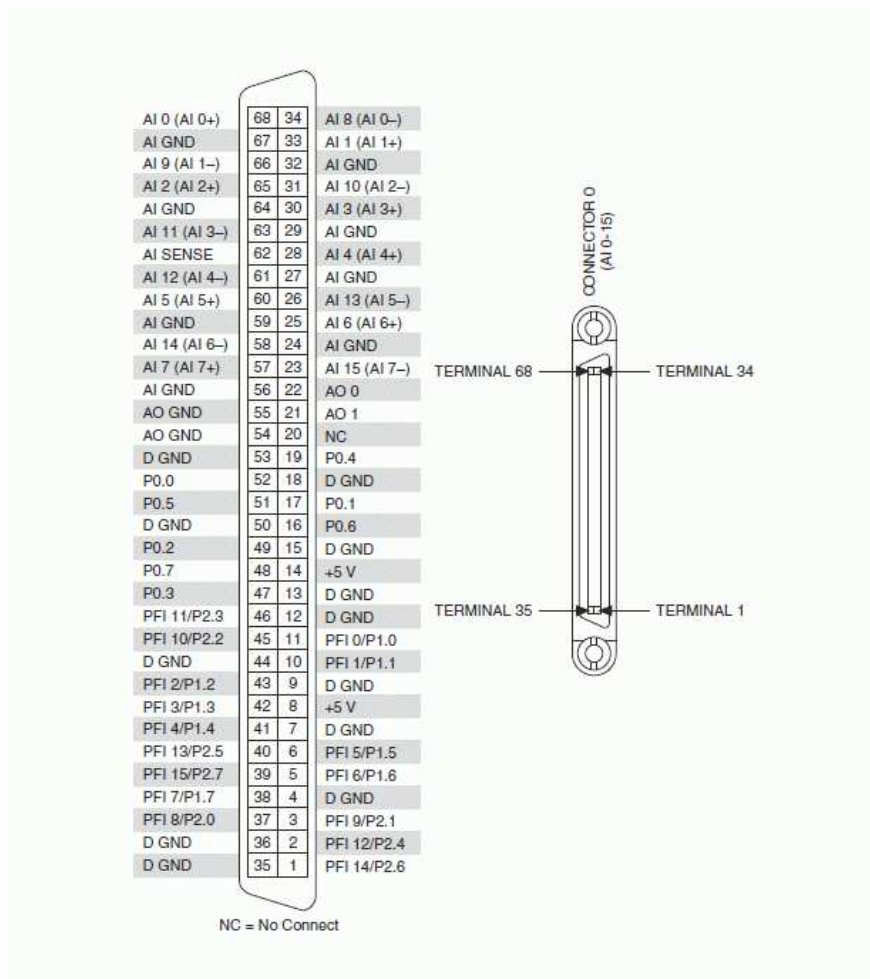 AI 0 (AI 0+) 68 34 AI 8 (AI 0–)
AI GND 67 33 AI 1 (AI 1+)
AI 9 (AI 1–) 66 32 AI GND
AI 2 (AI 2+) 65 31 AI 10 (AI 2–)
AI GND 64 30 AI 3 (AI 3+)
AI 11 (AI 3–) 63 29 AI GND
AI SENSE 62 28 AI 4 (AI 4+)
AI 12 (AI 4–) 61 27 AI GND
AI 5 (AI 5+) 60 26 AI 13 (AI 5–)
AI GND 59 25 AI 6 (AI 6+)
AI 14 (AI 6–) 58 24 AI GND
AI 7 (AI 7+) 57 23 AI 15 (AI 7–)
AI GND 56 22 AO 0
AO GND 55 21 AO 1
AO GND 54 20 NC
D GND 53 19 P0.4
P0.0 52 18 D GND
P0.5 51 17 P0.1
D GND 50 16 P0.6
P0.2 49 15 D GND
P0.7 48 14 +5 V
P0.3 47 13 D GND
PFI 11/P2.3 46 12 D GND
PFI 10/P2.2 45 11 PFI 0/P1.0
D GND 44 10 PFI 1/P1.1
PFI 2/P1.2 43 9 D GND
PFI 3/P1.3 42 8 +5 V
PFI 4/P1.4 41 7 D GND
PFI 13/P2.5 40 6 PFI 5/P1.5
PFI 15/P2.7 39 5 PFI 6/P1.6
PFI 7/P1.7 38 4 D GND
PFI 8/P2.0 37 3 PFI 9/P2.1
D GND 36 2 PFI 12/P2.4
D GND 35 1 PFI 14/P2.6
NC = No Connect
CONNECTOR 0
(AI 0-15)
TERMINAL 68 TERMINAL 34
TERMINAL 35 TERMINAL 1